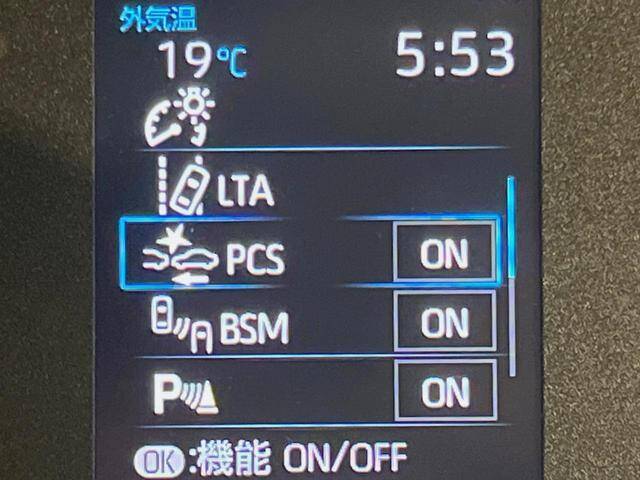 外気温
19℃ 5:53
LTA
PCS ON
BSM ON
P ON
OK :機能 ON/OFF